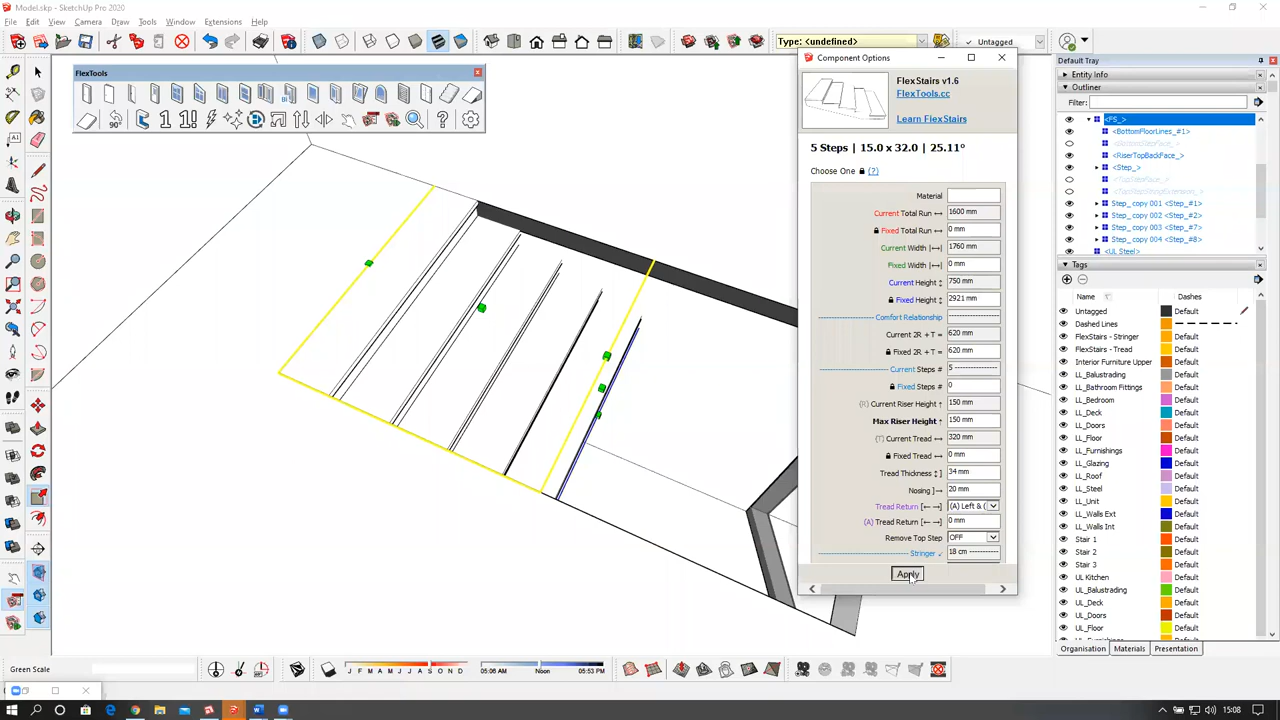 Model.skp - SketchUp Pro 2020
File Edit View Camera Draw Tools Window Extensions Help
Type: <undefined>
Untagged
FlexTools
Component Options
FlexStairs v1.6
FlexTools.cc
Learn FlexStairs
5 Steps | 15.0 x 32.0 | 25.11°
Choose One (?)
Material
Current Total Run 1600 mm
Fixed Total Run 0 mm
Current Width 1760 mm
Fixed Width 0 mm
Current Height 750 mm
Fixed Height 2921 mm
Comfort Relationship
Current 2R + T = 620 mm
Fixed 2R + T = 620 mm
Current Steps # 5
Fixed Steps # 0
(R) Current Riser Height 150 mm
Max Riser Height 150 mm
(T) Current Tread 320 mm
Fixed Tread 0 mm
Tread Thickness 34 mm
Nosing 20 mm
Tread Return (A) Left & (
(A) Tread Return 0 mm
Remove Top Step OFF
Stringer 18 cm
Apply
Default Tray
Entity Info
Outliner
Filter:
<FS_>
<BottomFloorLines_#1>
<RiserTopBackFace_>
<Step_>
Step_copy 001 <Step_#1>
Step_copy 002 <Step_#2>
Step_copy 003 <Step_#7>
Step_copy 004 <Step_#8>
<UL Steel>
Tags
Name Dashes
Untagged Default
Dashed Lines
FlexStairs - Stringer Default
FlexStairs - Tread Default
Interior Furniture Upper Default
LL_Balustrading Default
LL_Bathroom Fittings Default
LL_Bedroom Default
LL_Deck Default
LL_Doors Default
LL_Floor Default
LL_Furnishings Default
LL_Glazing Default
LL_Roof Default
LL_Steel Default
LL_Unit Default
LL_Walls Ext Default
LL_Walls Int Default
Stair 1 Default
Stair 2 Default
Stair 3 Default
UL Kitchen Default
UL_Balustrading Default
UL_Deck Default
UL_Doors Default
UL_Floor Default
Organisation Materials Presentation
Green Scale
J F M A M J J A S O N D
05:06 AM Noon 05:53 PM
15:08